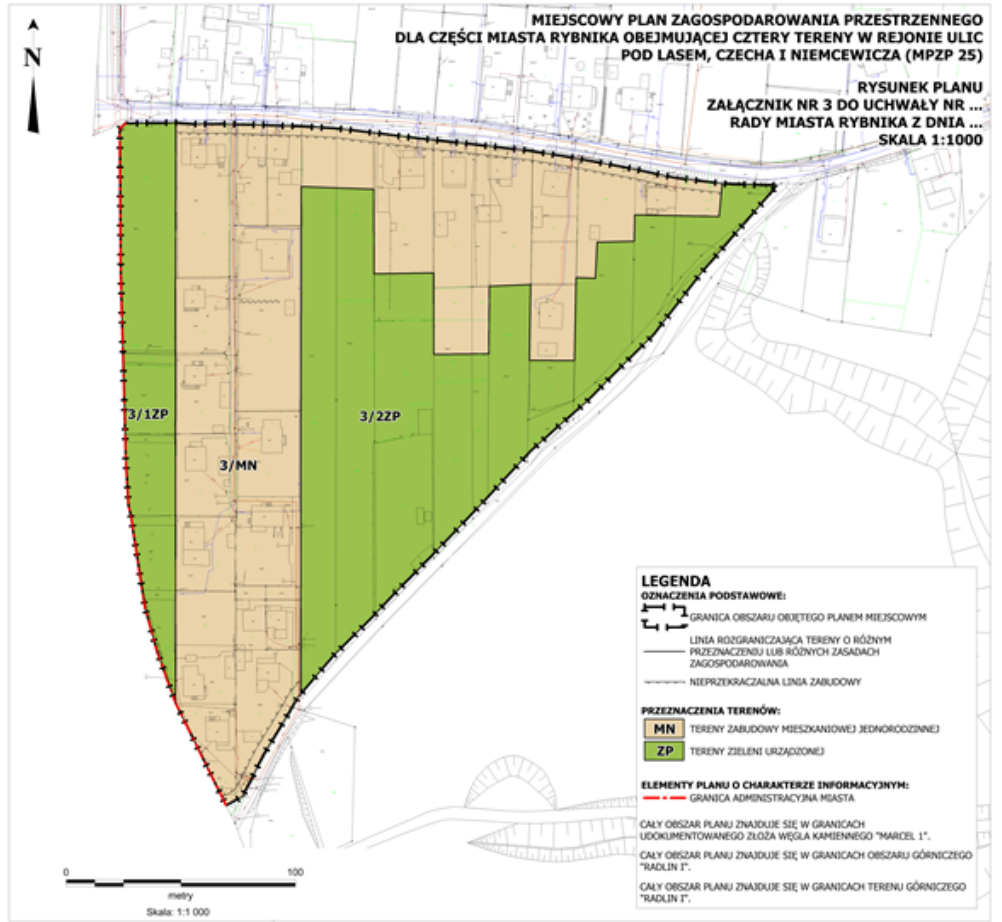 MIEJSCOWY PLAN ZAGOSPODAROWANIA PRZESTRZENNEGO
DLA CZĘŚCI MIASTA RYBNIKA OBEJMUJĄCEJ CZTERY TERENY W REJONIE ULIC
POD LASEM, CZECHA I NIEMCEWICZA (MPZP 25)
RYSUNEK PLANU
ZAŁĄCZNIK NR 3 DO UCHWAŁY NR ...
RADY MIASTA RYBNIKA Z DNIA ...
SKALA 1:1000
N
3/1ZP
3/2ZP
3/MN
LEGENDA
OZNACZENIA PODSTAWOWE:
GRANICA OBSZARU OBJĘTEGO PLANEM MIEJSCOWYM
LINIA ROZGRANICZAJĄCA TERENY O RÓŻNYM
PRZEZNACZENIU LUB RÓŻNYCH ZASADACH
ZAGOSPODAROWANIA
NIEPRZEKRACZALNA LINIA ZABUDOWY
PRZEZNACZENIA TERENÓW:
MN TERENY ZABUDOWY MIESZKANIOWEJ JEDNORODZINNEJ
ZP TERENY ZIELENI URZĄDZONEJ
ELEMENTY PLANU O CHARAKTERZE INFORMACYJNYM:
GRANICA ADMINISTRACYJNA MIASTA
CAŁY OBSZAR PLANU ZNAJDUJE SIĘ W GRANICACH
UDOKUMENTOWANEGO ZŁOŻA WĘGLA KAMIENNEGO "MARCEL 1".
CAŁY OBSZAR PLANU ZNAJDUJE SIĘ W GRANICACH OBSZARU GÓRNICZEGO
"RADLIN I".
CAŁY OBSZAR PLANU ZNAJDUJE SIĘ W GRANICACH TERENU GÓRNICZEGO
"RADLIN I".
0 100
metry
Skala: 1:1 000